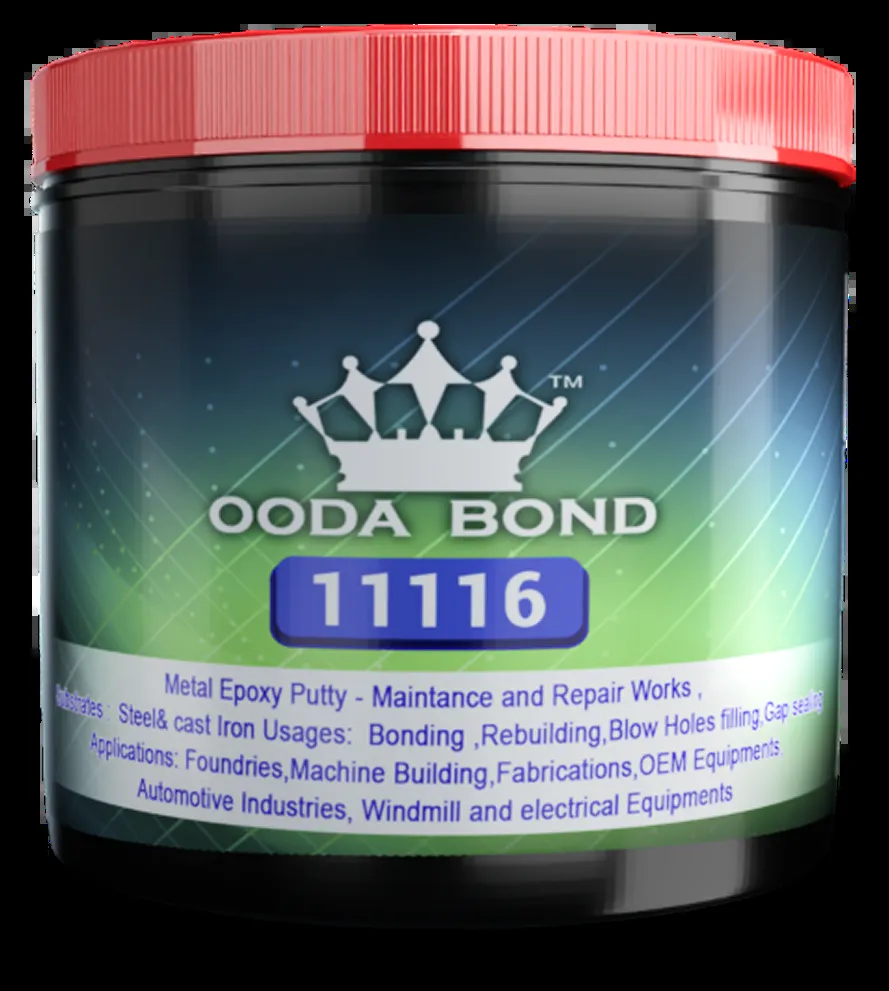 TM
OODA BOND
11116
Metal Epoxy Putty - Maintance and Repair Works ,
Substrates : Steel& cast Iron Usages: Bonding ,Rebuilding,Blow Holes filling,Gap sealing
Applications: Foundries,Machine Building,Fabrications,OEM Equipments,
Automotive Industries, Windmill and electrical Equipments